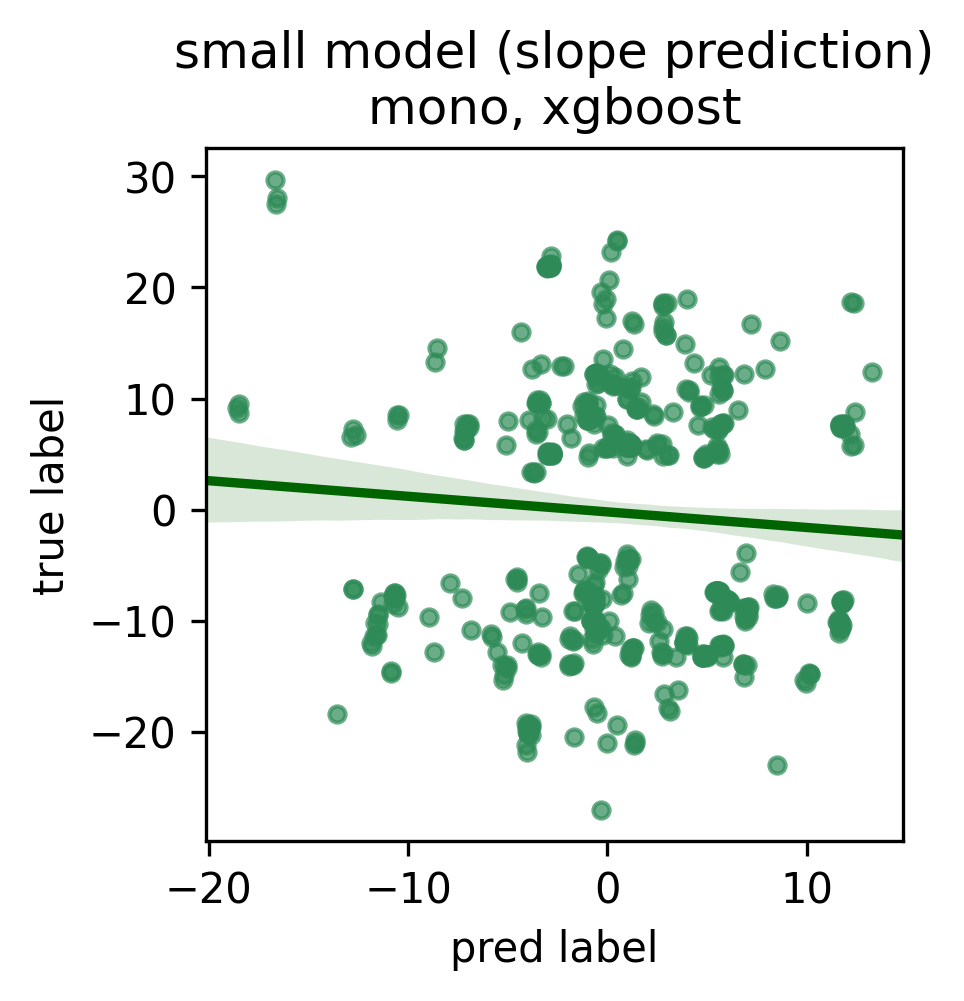 small model (slope prediction)
mono, xgboost
30
20
10
0
−10
−20
true label
−20
−10
0
10
pred label